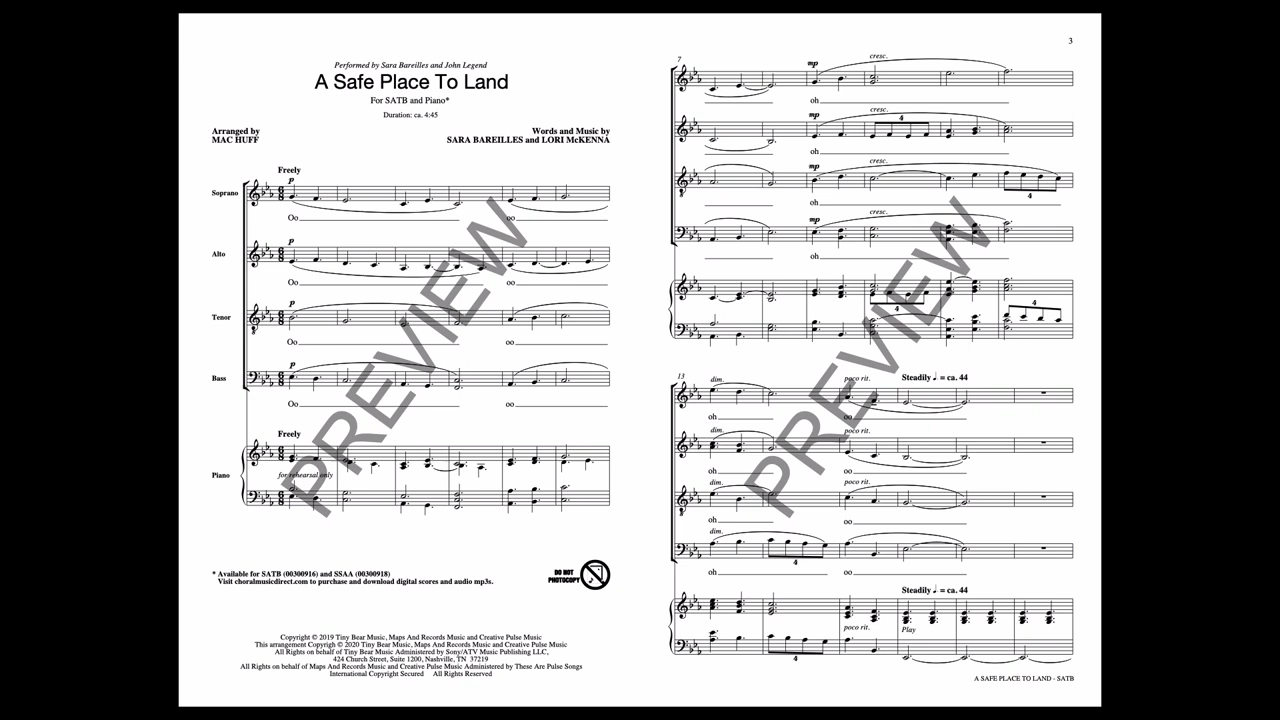 Performed by Sara Bareilles and John Legend
A Safe Place To Land
For SATB and Piano*
Duration: ca. 4:45
Arranged by
MAC HUFF
Words and Music by
SARA BAREILLES and LORI McKENNA
Freely
p
Soprano
Oo
oo
p
Alto
Oo
oo
p
Tenor
Oo
oo
p
Bass
Oo
oo
Freely
Piano
for rehearsal only
PREVIEW
* Available for SATB (00300916) and SSAA (00300918)
Visit choralmusicdirect.com to purchase and download digital scores and audio mp3s.
DO NOT
PHOTOCOPY
Copyright © 2019 Tiny Bear Music, Maps And Records Music and Creative Pulse Music
This arrangement Copyright © 2020 Tiny Bear Music, Maps And Records Music and Creative Pulse Music
All Rights on behalf of Tiny Bear Music Administered by Sony/ATV Music Publishing LLC,
424 Church Street, Suite 1200, Nashville, TN 37219
All Rights on behalf of Maps And Records Music and Creative Pulse Music Administered by These Are Pulse Songs
International Copyright Secured All Rights Reserved
3
7
mp cresc.
oh
mp cresc.
4
oh
mp cresc.
4
oh
mp cresc.
oh
4
4
PREVIEW
13
dim. poco rit. Steadily ♩. = ca. 44
oh oo
dim. poco rit.
oh oo
dim. poco rit.
oh oo
dim.
4
oh oo
Steadily ♩. = ca. 44
poco rit. Play
4
A SAFE PLACE TO LAND - SATB